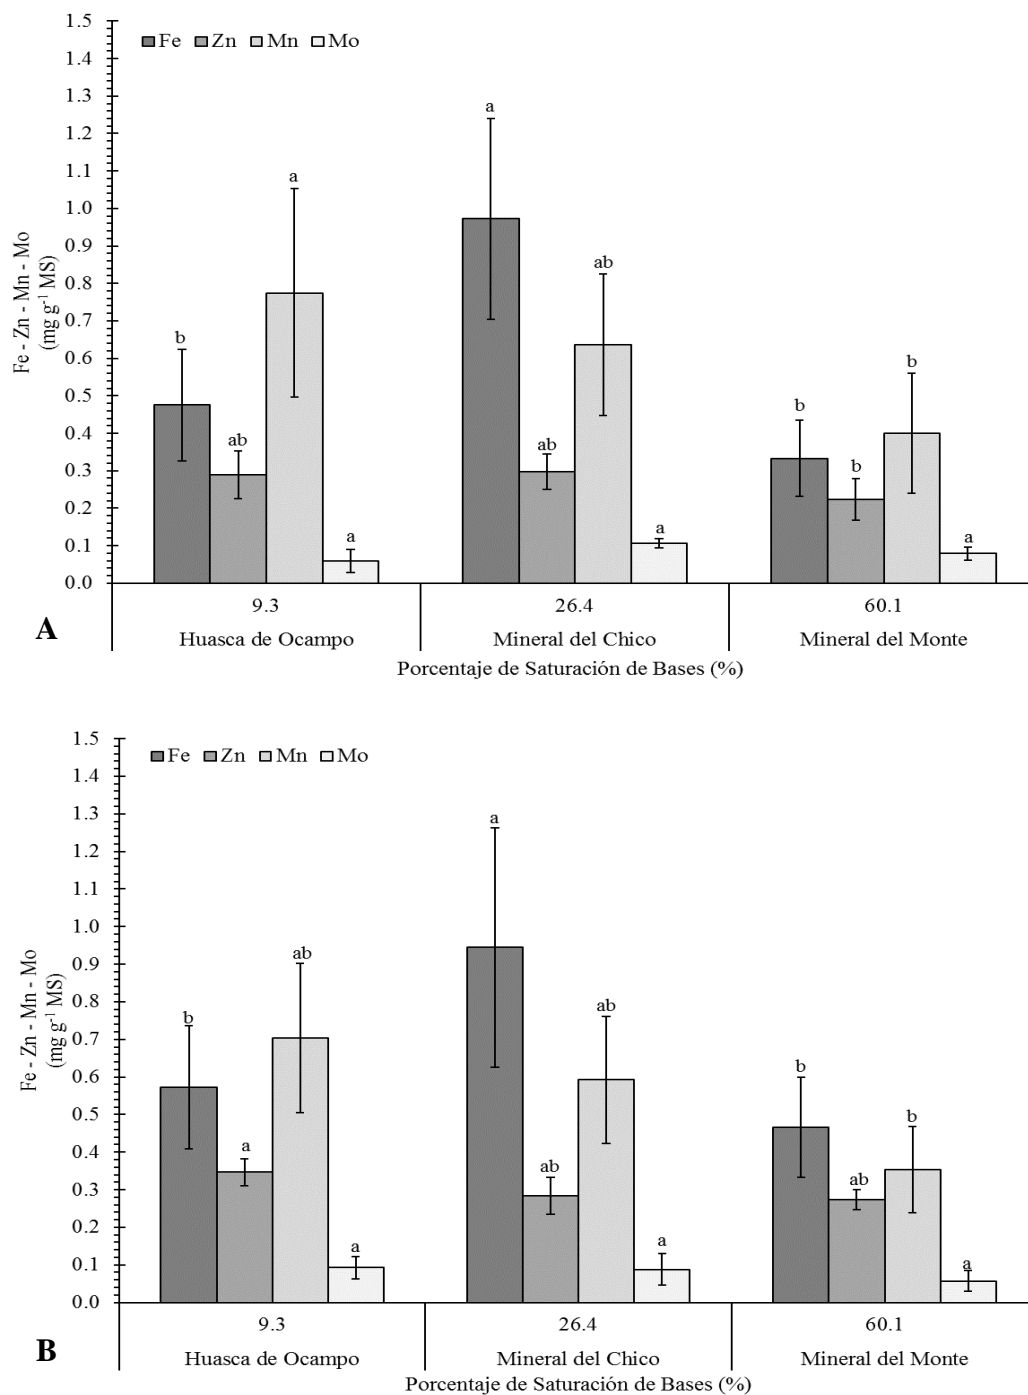 Fe Zn Mn Mo
1.5
1.4
1.3
1.2
1.1
1.0
0.9
0.8
0.7
0.6
0.5
0.4
0.3
0.2
0.1
0.0
Fe - Zn - Mn - Mo
(mg g⁻¹ MS)
b ab a a
a ab ab a
b b b a
9.3 26.4 60.1
A
Huasca de Ocampo Mineral del Chico Mineral del Monte
Porcentaje de Saturación de Bases (%)
Fe Zn Mn Mo
1.5
1.4
1.3
1.2
1.1
1.0
0.9
0.8
0.7
0.6
0.5
0.4
0.3
0.2
0.1
0.0
Fe - Zn - Mn - Mo
(mg g⁻¹ MS)
b a ab a
a ab ab a
b ab b a
9.3 26.4 60.1
B
Huasca de Ocampo Mineral del Chico Mineral del Monte
Porcentaje de Saturación de Bases (%)